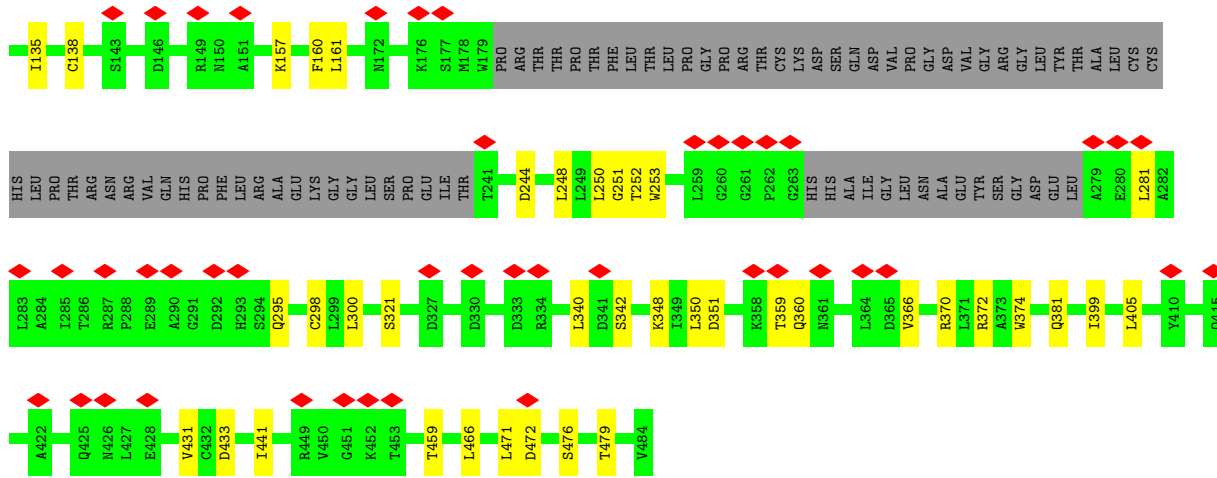 I135 C138 S143 D146 R149 N150 A151 K157 F160 L161 N172 K176 S177 M178 W179 PRO ARG THR THR PRO THR PHE LEU THR LEU PRO GLY PRO ARG THR CYS LYS ASP SER GLN ASP VAL PRO GLY ASP VAL GLY ARG GLY LEU TYR THR ALA LEU CYS CYS
HIS LEU PRO THR ARG ASN ARG VAL GLN HIS PRO PHE LEU ARG ALA GLU LYS GLY GLY LEU SER PRO GLU ILE THR T241 D244 L248 L249 L250 G251 T252 W253 L259 G260 G261 P262 G263 HIS HIS ALA ILE GLY LEU ASN ALA GLU TYR SER GLY ASP GLU LEU A279 E280 L281 A282
L283 A284 I285 T286 R287 P288 E289 A290 G291 D292 H293 S294 Q295 C298 L299 L300 S321 D327 D330 D333 R334 L340 D341 S342 K348 I349 L350 D351 K358 T359 Q360 N361 L364 D365 V366 R370 L371 R372 A373 W374 Q381 I399 L405 Y410
A422 Q425 N426 L427 E428 V431 C432 D433 I441 R449 V450 G451 K452 T453 T459 L466 L471 D472 S476 T479 V484